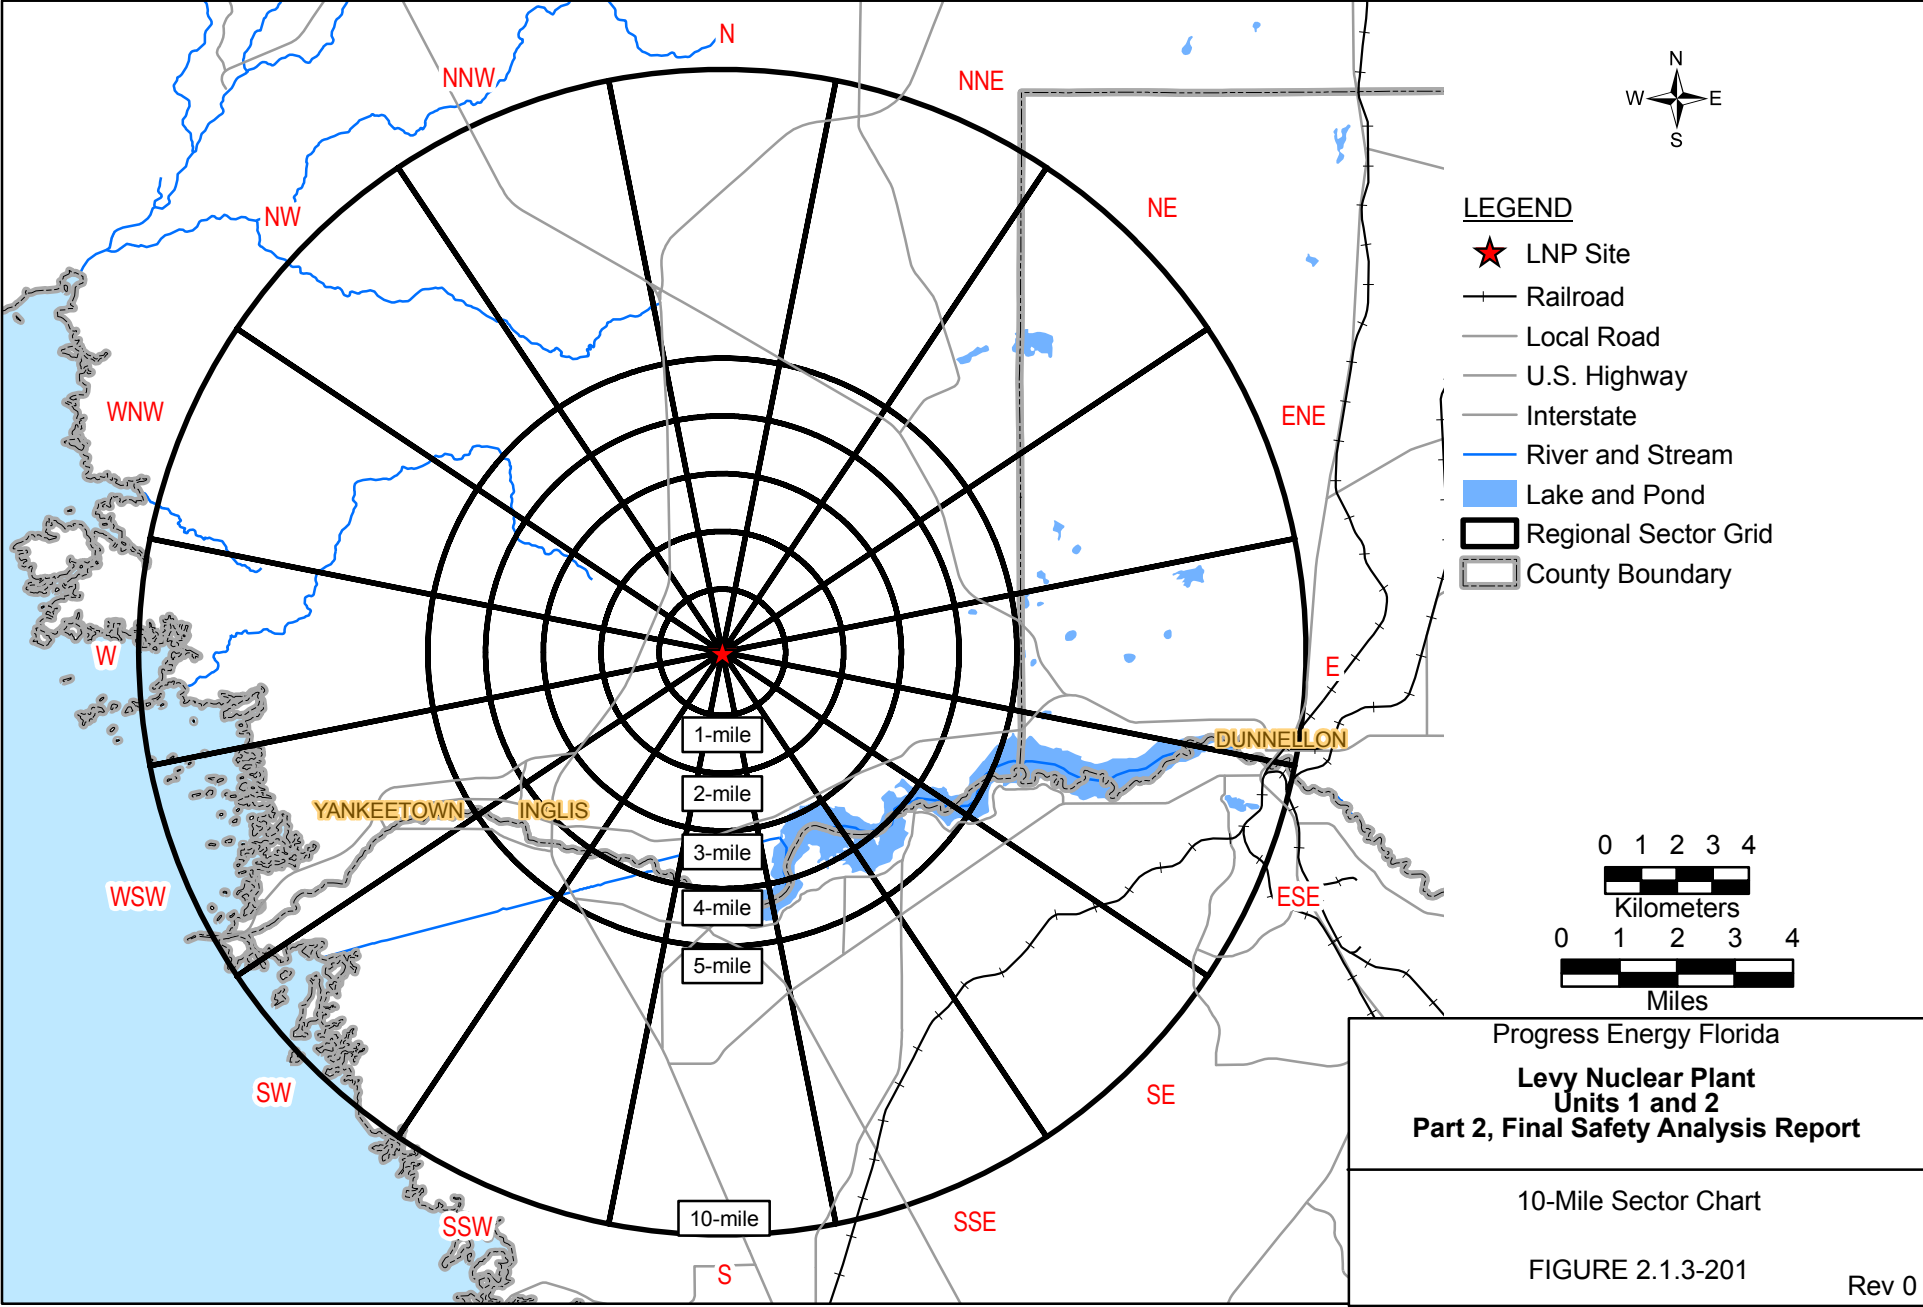 N
NNW
NNE
NW
NE
WNW
ENE
W
E
WSW
ESE
SW
SE
SSW
SSE
S
YANKEETOWN
INGLIS
DUNNELLON
1-mile
2-mile
3-mile
4-mile
5-mile
10-mile
N
W E
S
LEGEND
LNP Site
Railroad
Local Road
U.S. Highway
Interstate
River and Stream
Lake and Pond
Regional Sector Grid
County Boundary
0 1 2 3 4
Kilometers
0 1 2 3 4
Miles
Progress Energy Florida
Levy Nuclear Plant
Units 1 and 2
Part 2, Final Safety Analysis Report
10-Mile Sector Chart
FIGURE 2.1.3-201
Rev 0